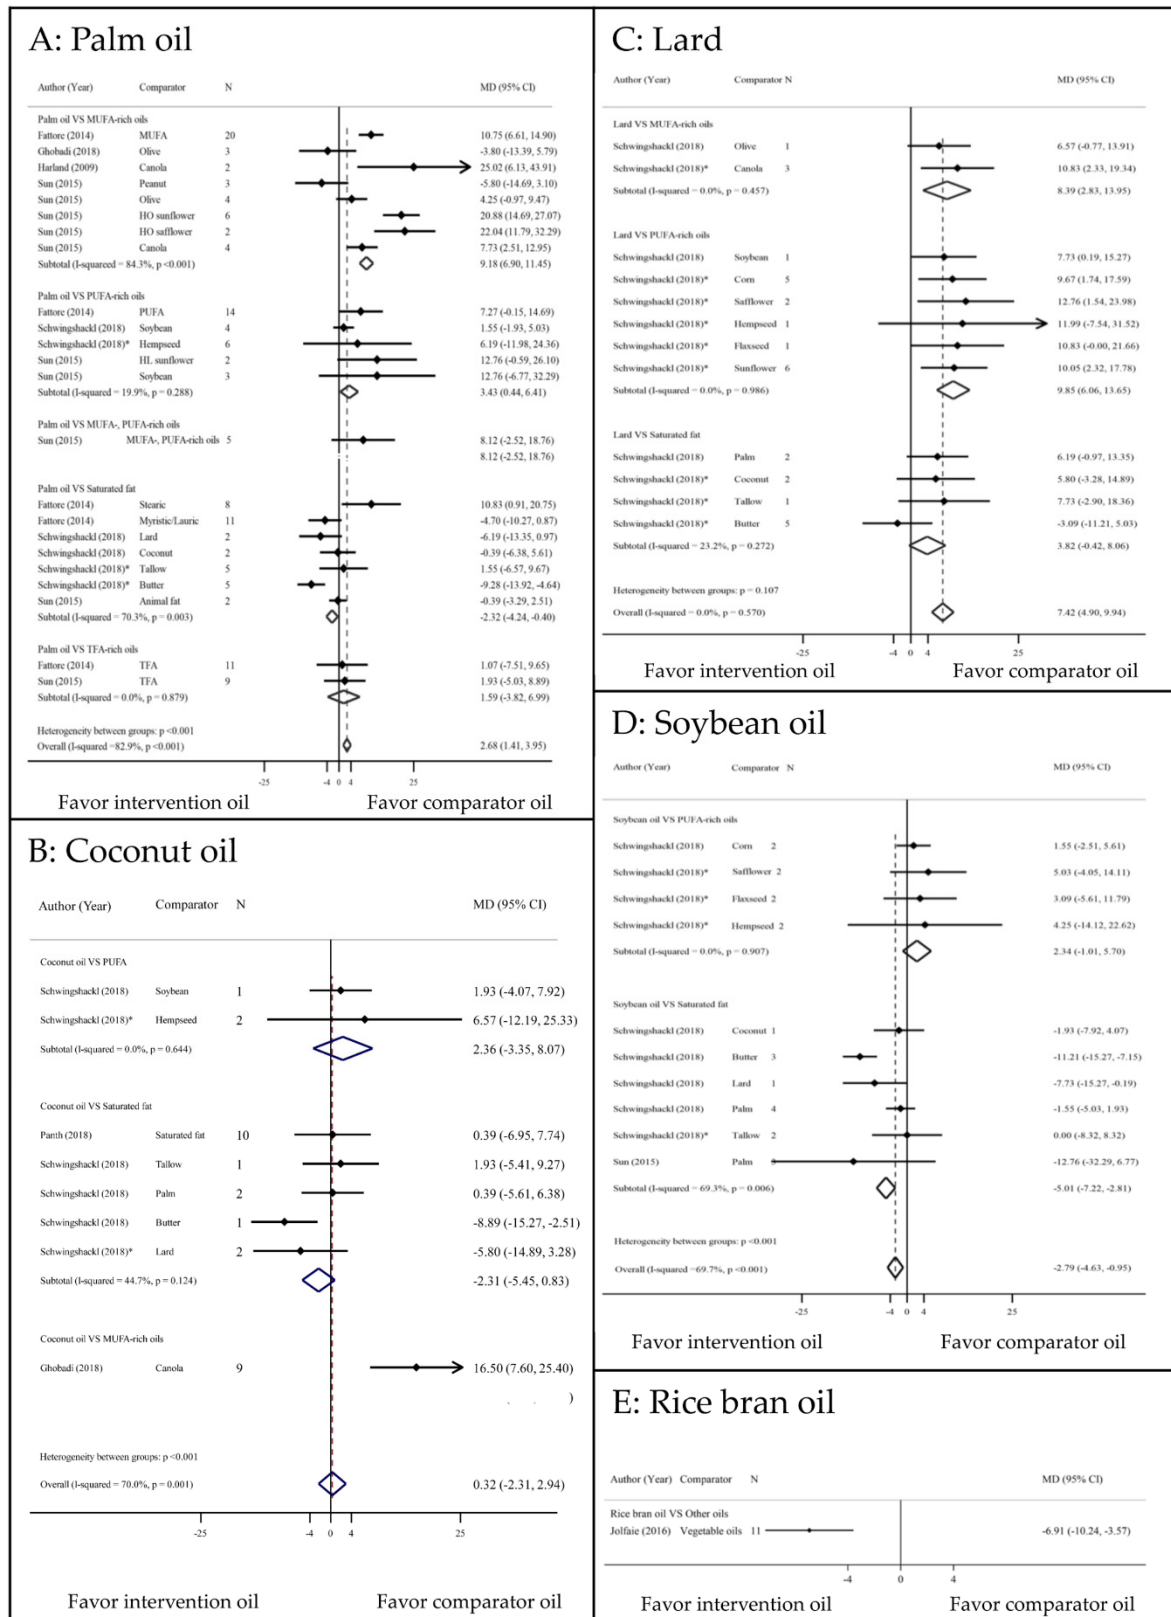 A: Palm oil
Author (Year) Comparator N MD (95% CI)
Palm oil VS MUFA-rich oils
Fattore (2014) MUFA 20 10.75 (6.61, 14.90)
Ghobadi (2018) Olive 3 -3.80 (-13.39, 5.79)
Harland (2009) Canola 2 25.02 (6.13, 43.91)
Sun (2015) Peanut 3 -5.80 (-14.69, 3.10)
Sun (2015) Olive 4 4.25 (-0.97, 9.47)
Sun (2015) HO sunflower 6 20.88 (14.69, 27.07)
Sun (2015) HO safflower 2 22.04 (11.79, 32.29)
Sun (2015) Canola 4 7.73 (2.51, 12.95)
Subtotal (I-squareed = 84.3%, p <0.001) 9.18 (6.90, 11.45)
Palm oil VS PUFA-rich oils
Fattore (2014) PUFA 14 7.27 (-0.15, 14.69)
Schwingshackl (2018) Soybean 4 1.55 (-1.93, 5.03)
Schwingshackl (2018)* Hempseed 6 6.19 (-11.98, 24.36)
Sun (2015) HL sunflower 2 12.76 (-0.59, 26.10)
Sun (2015) Soybean 3 12.76 (-6.77, 32.29)
Subtotal (I-squared = 19.9%, p = 0.288) 3.43 (0.44, 6.41)
Palm oil VS MUFA-, PUFA-rich oils
Sun (2015) MUFA-, PUFA-rich oils 5 8.12 (-2.52, 18.76)
8.12 (-2.52, 18.76)
Palm oil VS Saturated fat
Fattore (2014) Stearic 8 10.83 (0.91, 20.75)
Fattore (2014) Myristic/Lauric 11 -4.70 (-10.27, 0.87)
Schwingshackl (2018) Lard 2 -6.19 (-13.35, 0.97)
Schwingshackl (2018) Coconut 2 -0.39 (-6.38, 5.61)
Schwingshackl (2018)* Tallow 5 1.55 (-6.57, 9.67)
Schwingshackl (2018)* Butter 5 -9.28 (-13.92, -4.64)
Sun (2015) Animal fat 2 -0.39 (-3.29, 2.51)
Subtotal (I-squared = 70.3%, p = 0.003) -2.32 (-4.24, -0.40)
Palm oil VS TFA-rich oils
Fattore (2014) TFA 11 1.07 (-7.51, 9.65)
Sun (2015) TFA 9 1.93 (-5.03, 8.89)
Subtotal (I-squared = 0.0%, p = 0.879) 1.59 (-3.82, 6.99)
Heterogeneity between groups: p <0.001
Overall (I-squared =82.9%, p <0.001) 2.68 (1.41, 3.95)
-25 -4 0 4 25
Favor intervention oil Favor comparator oil
B: Coconut oil
Author (Year) Comparator N MD (95% CI)
Coconut oil VS PUFA
Schwingshackl (2018) Soybean 1 1.93 (-4.07, 7.92)
Schwingshackl (2018)* Hempseed 2 6.57 (-12.19, 25.33)
Subtotal (I-squared = 0.0%, p = 0.644) 2.36 (-3.35, 8.07)
Coconut oil VS Saturated fat
Panth (2018) Saturated fat 10 0.39 (-6.95, 7.74)
Schwingshackl (2018) Tallow 1 1.93 (-5.41, 9.27)
Schwingshackl (2018) Palm 2 0.39 (-5.61, 6.38)
Schwingshackl (2018) Butter 1 -8.89 (-15.27, -2.51)
Schwingshackl (2018)* Lard 2 -5.80 (-14.89, 3.28)
Subtotal (I-squared = 44.7%, p = 0.124) -2.31 (-5.45, 0.83)
Coconut oil VS MUFA-rich oils
Ghobadi (2018) Canola 9 16.50 (7.60, 25.40)
)
Heterogeneity between groups: p <0.001
Overall (I-squared = 70.0%, p = 0.001) 0.32 (-2.31, 2.94)
-25 -4 0 4 25
Favor intervention oil Favor comparator oil
C: Lard
Author (Year) Comparator N MD (95% CI)
Lard VS MUFA-rich oils
Schwingshackl (2018) Olive 1 6.57 (-0.77, 13.91)
Schwingshackl (2018)* Canola 3 10.83 (2.33, 19.34)
Subtotal (I-squared = 0.0%, p = 0.457) 8.39 (2.83, 13.95)
Lard VS PUFA-rich oils
Schwingshackl (2018) Soybean 1 7.73 (0.19, 15.27)
Schwingshackl (2018)* Corn 5 9.67 (1.74, 17.59)
Schwingshackl (2018)* Safflower 2 12.76 (1.54, 23.98)
Schwingshackl (2018)* Hempseed 1 11.99 (-7.54, 31.52)
Schwingshackl (2018)* Flaxseed 1 10.83 (-0.00, 21.66)
Schwingshackl (2018)* Sunflower 6 10.05 (2.32, 17.78)
Subtotal (I-squared = 0.0%, p = 0.986) 9.85 (6.06, 13.65)
Lard VS Saturated fat
Schwingshackl (2018) Palm 2 6.19 (-0.97, 13.35)
Schwingshackl (2018)* Coconut 2 5.80 (-3.28, 14.89)
Schwingshackl (2018)* Tallow 1 7.73 (-2.90, 18.36)
Schwingshackl (2018)* Butter 5 -3.09 (-11.21, 5.03)
Subtotal (I-squared = 23.2%, p = 0.272) 3.82 (-0.42, 8.06)
Heterogeneity between groups: p = 0.107
Overall (I-squared = 0.0%, p = 0.570) 7.42 (4.90, 9.94)
-25 -4 0 4 25
Favor intervention oil Favor comparator oil
D: Soybean oil
Author (Year) Comparator N MD (95% CI)
Soybean oil VS PUFA-rich oils
Schwingshackl (2018) Corn 2 1.55 (-2.51, 5.61)
Schwingshackl (2018)* Safflower 2 5.03 (-4.05, 14.11)
Schwingshackl (2018)* Flaxseed 2 3.09 (-5.61, 11.79)
Schwingshackl (2018)* Hempseed 2 4.25 (-14.12, 22.62)
Subtotal (I-squared = 0.0%, p = 0.907) 2.34 (-1.01, 5.70)
Soybean oil VS Saturated fat
Schwingshackl (2018) Coconut 1 -1.93 (-7.92, 4.07)
Schwingshackl (2018) Butter 3 -11.21 (-15.27, -7.15)
Schwingshackl (2018) Lard 1 -7.73 (-15.27, -0.19)
Schwingshackl (2018) Palm 4 -1.55 (-5.03, 1.93)
Schwingshackl (2018)* Tallow 2 0.00 (-8.32, 8.32)
Sun (2015) Palm -12.76 (-32.29, 6.77)
Subtotal (I-squared = 69.3%, p = 0.006) -5.01 (-7.22, -2.81)
Heterogeneity between groups: p <0.001
Overall (I-squared =69.7%, p <0.001) -2.79 (-4.63, -0.95)
-25 -4 0 4 25
Favor intervention oil Favor comparator oil
E: Rice bran oil
Author (Year) Comparator N MD (95% CI)
Rice bran oil VS Other oils
Jolfaie (2016) Vegetable oils 11 -6.91 (-10.24, -3.57)
-4 0 4
Favor intervention oil Favor comparator oil